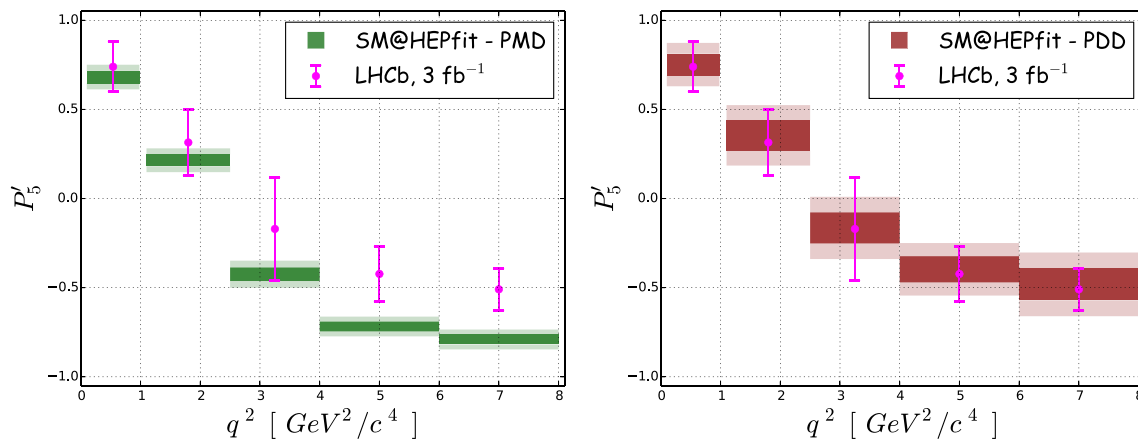 SM@HEPfit - PMD
LHCb, 3 fb⁻¹
1.0
0.5
0.0
−0.5
−1.0
P′₅
0 1 2 3 4 5 6 7 8
q² [ GeV²/c⁴ ]
SM@HEPfit - PDD
LHCb, 3 fb⁻¹
1.0
0.5
0.0
−0.5
−1.0
P′₅
0 1 2 3 4 5 6 7 8
q² [ GeV²/c⁴ ]